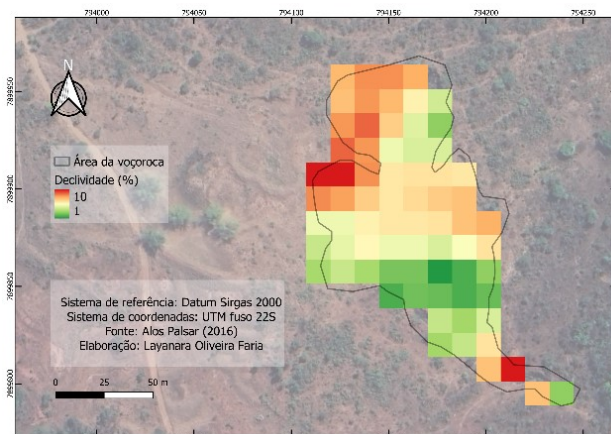 794000 794050 794100 794150 794200 794250
7899950
N
Área da voçoroca
Declividade (%)
10
1
7899900
7899850
Sistema de referência: Datum Sirgas 2000
Sistema de coordenadas: UTM fuso 22S
Fonte: Alos Palsar (2016)
Elaboração: Layanara Oliveira Faria
7899800
0 25 50 m